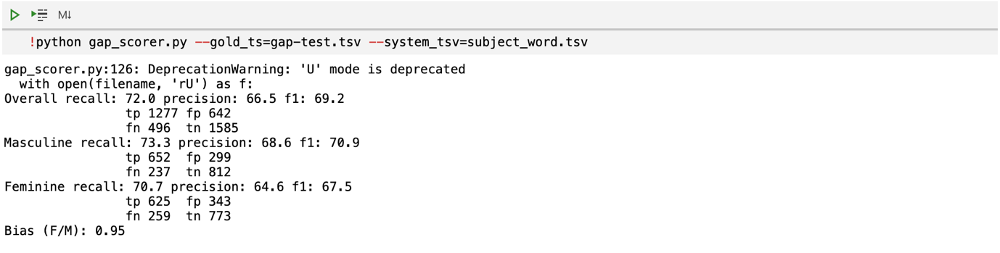 M↓
!python gap_scorer.py --gold_ts=gap-test.tsv --system_tsv=subject_word.tsv
gap_scorer.py:126: DeprecationWarning: 'U' mode is deprecated
  with open(filename, 'rU') as f:
Overall recall: 72.0 precision: 66.5 f1: 69.2
                tp 1277 fp 642
                fn 496  tn 1585
Masculine recall: 73.3 precision: 68.6 f1: 70.9
                tp 652  fp 299
                fn 237  tn 812
Feminine recall: 70.7 precision: 64.6 f1: 67.5
                tp 625  fp 343
                fn 259  tn 773
Bias (F/M): 0.95